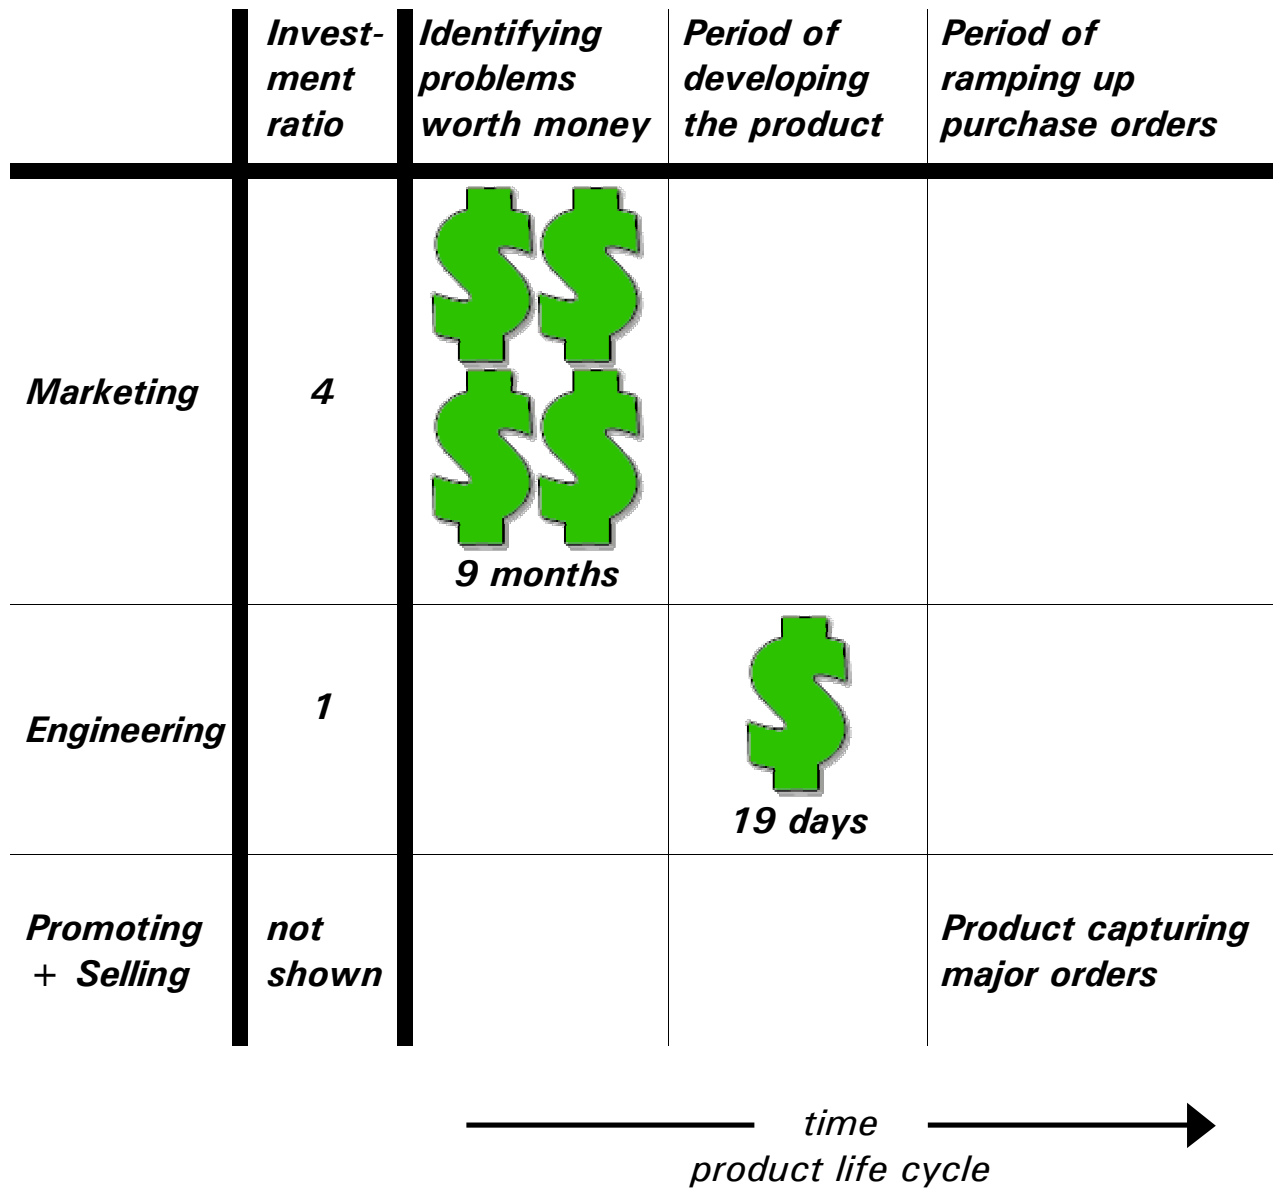 Invest-
ment
ratio
Identifying
problems
worth money
Period of
developing
the product
Period of
ramping up
purchase orders
Marketing
4
9 months
Engineering
1
19 days
Promoting
+ Selling
not
shown
Product capturing
major orders
time
product life cycle